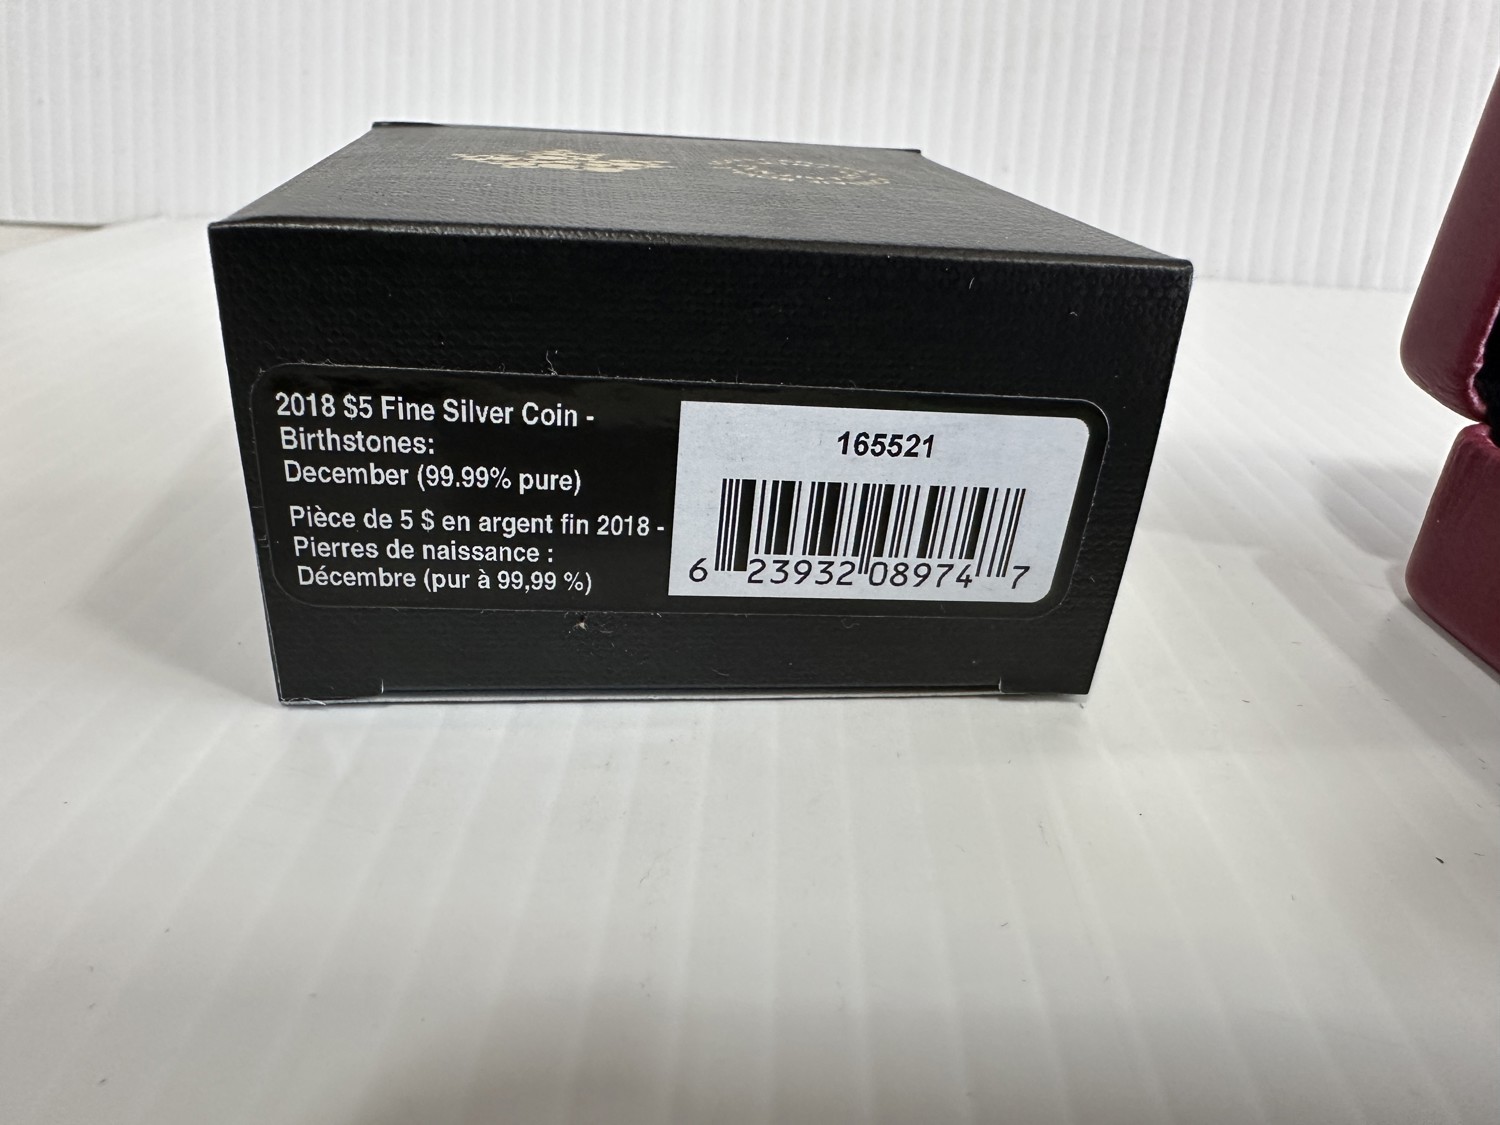 2018 $5 Fine Silver Coin -
Birthstones:
December (99.99% pure)
Pièce de 5 $ en argent fin 2018 -
Pierres de naissance :
Décembre (pur à 99,99 %)
165521
6 23932 08974 7